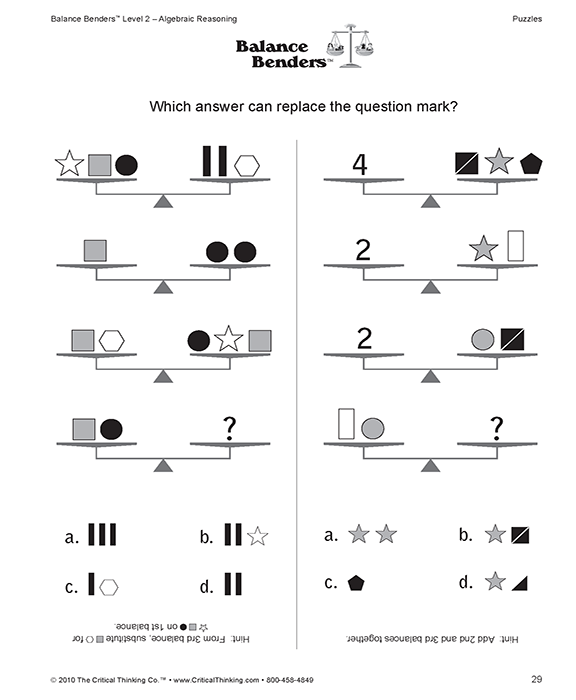 Balance Benders™ Level 2 – Algebraic Reasoning
Puzzles
Balance
Benders™
Which answer can replace the question mark?
?
a.
b.
c.
d.
Hint: From 3rd balance, substitute for
on 1st balance.
4
2
2
?
a.
b.
c.
d.
Hint: Add 2nd and 3rd balances together.
© 2010 The Critical Thinking Co.™ • www.CriticalThinking.com • 800-458-4849
29